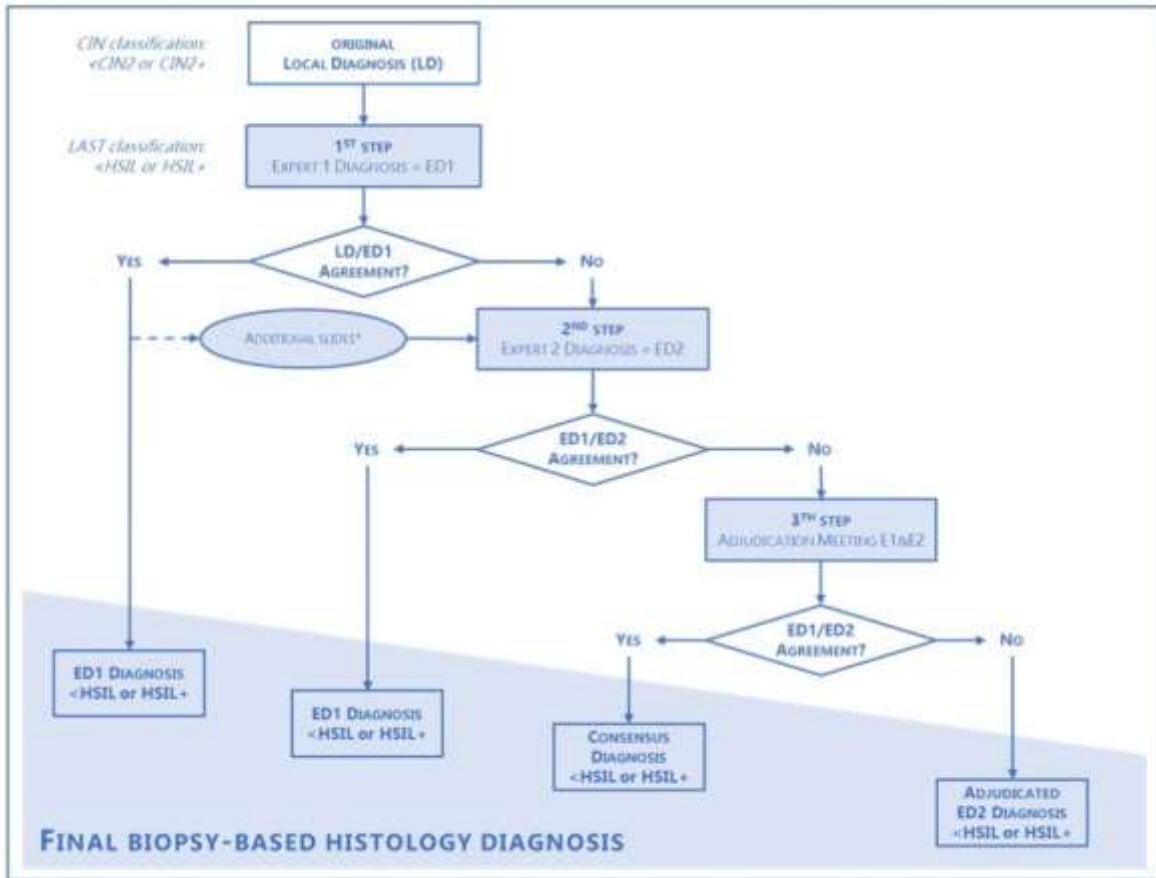 CIN classification:
<CIN2 or CIN2+
ORIGINAL
LOCAL DIAGNOSIS (LD)
LAST classification:
<HSIL or HSIL+
1ST STEP
EXPERT 1 DIAGNOSIS = ED1
LD/ED1
AGREEMENT?
YES
NO
ADDITIONAL SLIDES*
2ND STEP
EXPERT 2 DIAGNOSIS = ED2
ED1/ED2
AGREEMENT?
YES
NO
3TH STEP
ADJUDICATION MEETING E1&E2
ED1/ED2
AGREEMENT?
YES
NO
ED1 DIAGNOSIS
<HSIL or HSIL+
ED1 DIAGNOSIS
<HSIL or HSIL+
CONSENSUS
DIAGNOSIS
<HSIL or HSIL+
ADJUDICATED
ED2 DIAGNOSIS
<HSIL or HSIL+
FINAL BIOPSY-BASED HISTOLOGY DIAGNOSIS